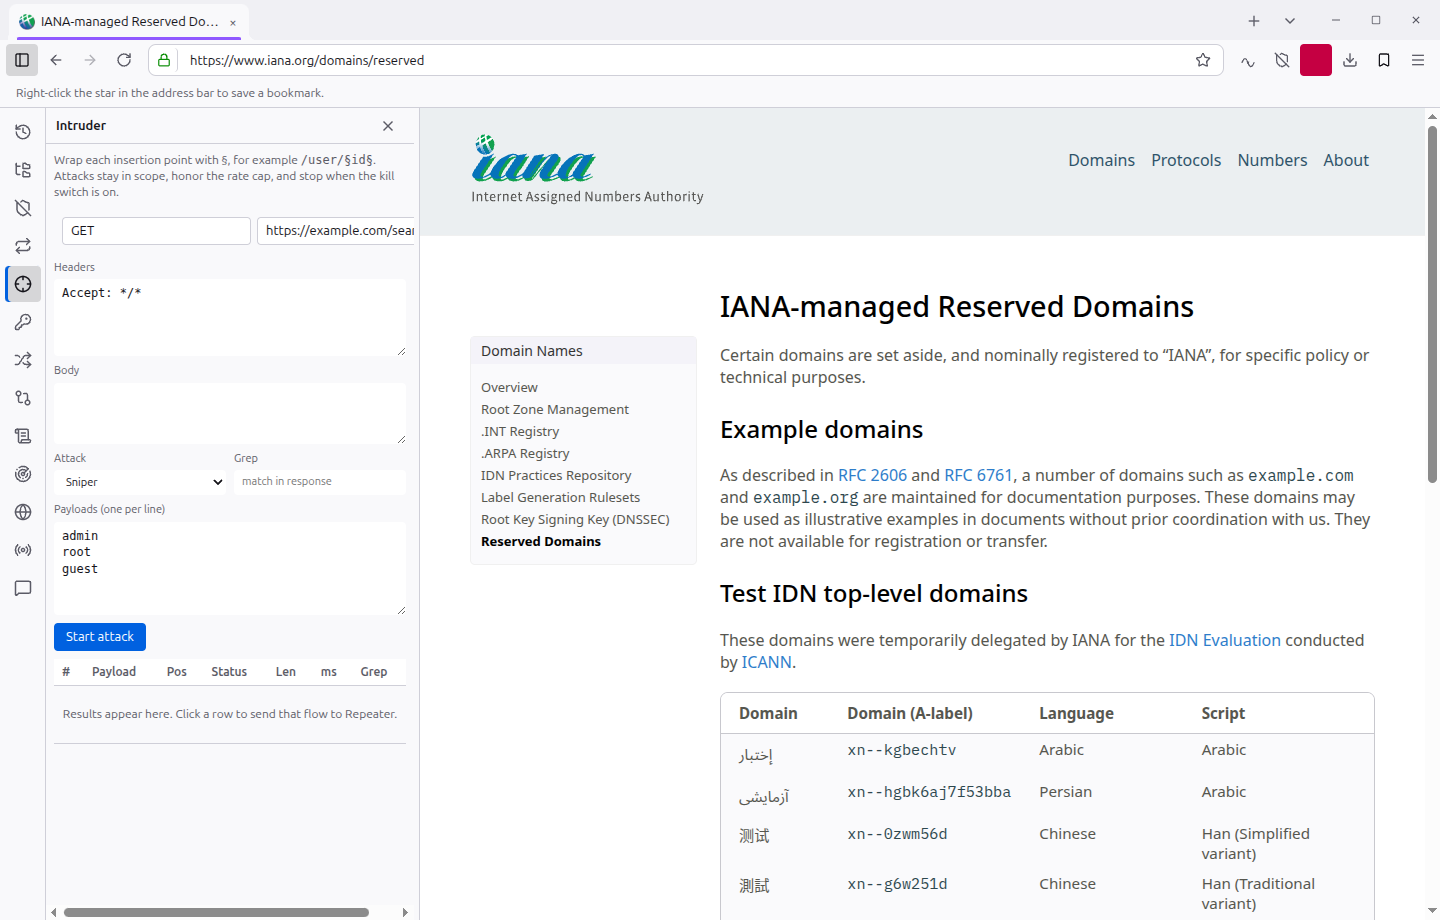 IANA-managed Reserved Do…
https://www.iana.org/domains/reserved
Right-click the star in the address bar to save a bookmark.
Intruder
Wrap each insertion point with §, for example /user/§id§.
Attacks stay in scope, honor the rate cap, and stop when the kill
switch is on.
GET
https://example.com/sear
Headers
Accept: */*
Body
Attack
Grep
Sniper
match in response
Payloads (one per line)
admin
root
guest
Start attack
# Payload Pos Status Len ms Grep
Results appear here. Click a row to send that flow to Repeater.
iana
Internet Assigned Numbers Authority
Domains Protocols Numbers About
Domain Names
Overview
Root Zone Management
.INT Registry
.ARPA Registry
IDN Practices Repository
Label Generation Rulesets
Root Key Signing Key (DNSSEC)
Reserved Domains
IANA-managed Reserved Domains
Certain domains are set aside, and nominally registered to “IANA”, for specific policy or
technical purposes.
Example domains
As described in RFC 2606 and RFC 6761, a number of domains such as example.com
and example.org are maintained for documentation purposes. These domains may
be used as illustrative examples in documents without prior coordination with us. They
are not available for registration or transfer.
Test IDN top-level domains
These domains were temporarily delegated by IANA for the IDN Evaluation conducted
by ICANN.
Domain Domain (A-label) Language Script
إختبار xn--kgbechtv Arabic Arabic
آزمایشی xn--hgbk6aj7f53bba Persian Arabic
测试 xn--0zwm56d Chinese Han (Simplified
variant)
測試 xn--g6w251d Chinese Han (Traditional
variant)